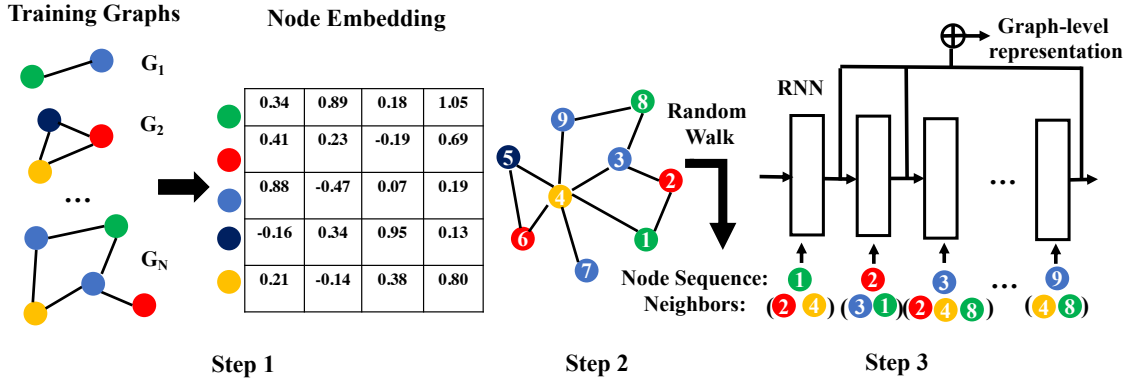 Training Graphs
Node Embedding
G1
G2
...
GN
0.34 0.89 0.18 1.05
0.41 0.23 -0.19 0.69
0.88 -0.47 0.07 0.19
-0.16 0.34 0.95 0.13
0.21 -0.14 0.38 0.80
Step 1
8
9
5
3
2
4
6
1
7
Random
Walk
Step 2
Graph-level
representation
RNN
...
Node Sequence: 1 2 3 ... 9
Neighbors: (2 4) (3 1) (2 4 8) (4 8)
Step 3